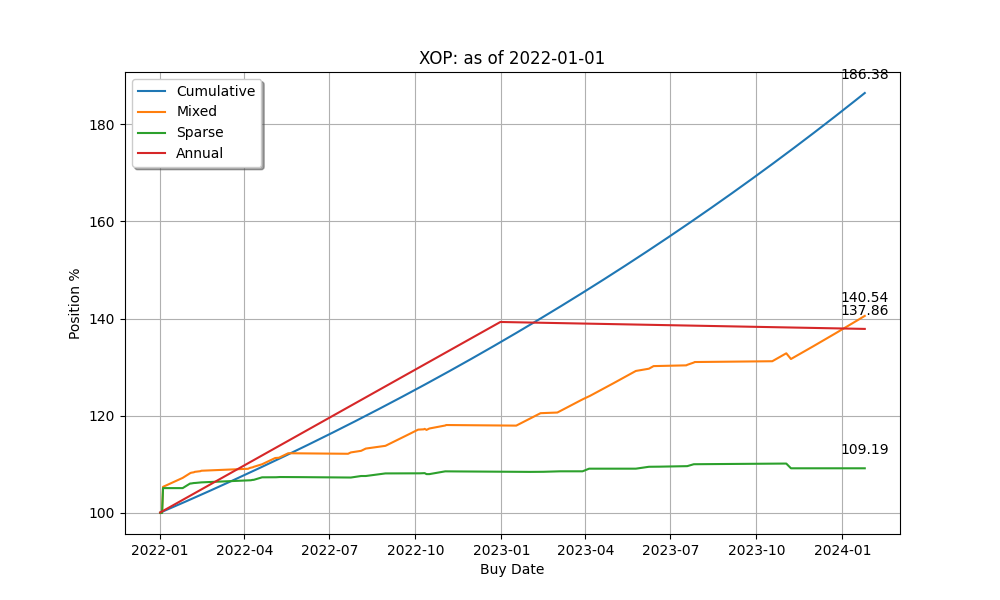 XOP: as of 2022-01-01
Cumulative
Mixed
Sparse
Annual
186.38
140.54
137.86
109.19
Position %
180
160
140
120
100
2022-01 2022-04 2022-07 2022-10 2023-01 2023-04 2023-07 2023-10 2024-01
Buy Date